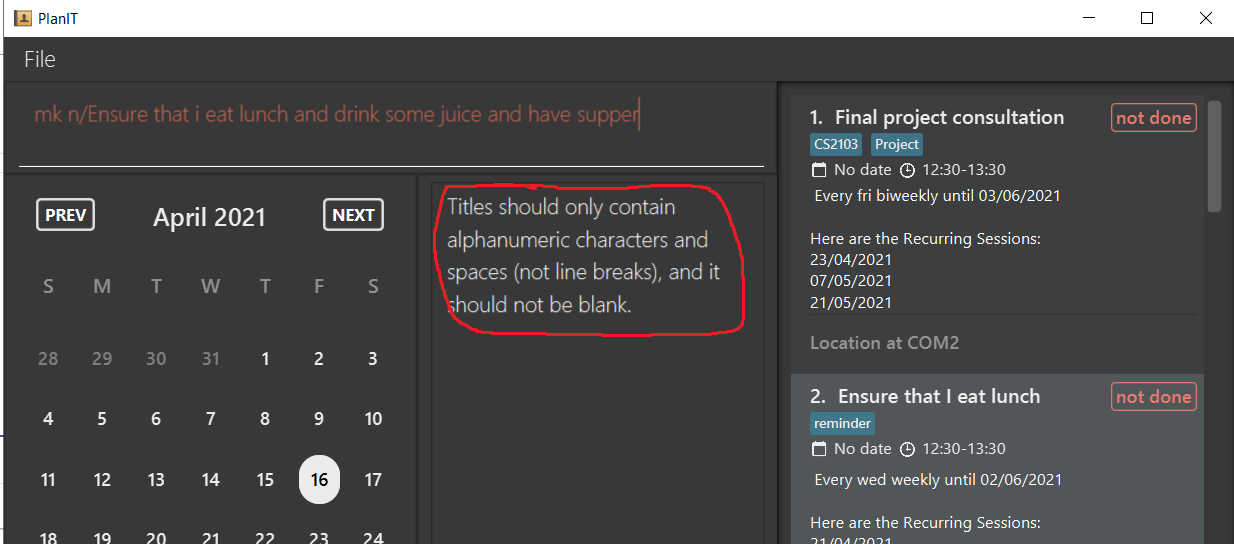 PlanIT
File
mk n/Ensure that i eat lunch and drink some juice and have supper
PREV April 2021 NEXT
S M T W T F S
28 29 30 31 1 2 3
4 5 6 7 8 9 10
11 12 13 14 15 16 17
18 19 20 21 22 23 24
Titles should only contain
alphanumeric characters and
spaces (not line breaks), and it
should not be blank.
1. Final project consultation not done
CS2103 Project
No date 12:30-13:30
Every fri biweekly until 03/06/2021
Here are the Recurring Sessions:
23/04/2021
07/05/2021
21/05/2021
Location at COM2
2. Ensure that I eat lunch not done
reminder
No date 12:30-13:30
Every wed weekly until 02/06/2021
Here are the Recurring Sessions:
21/04/2021